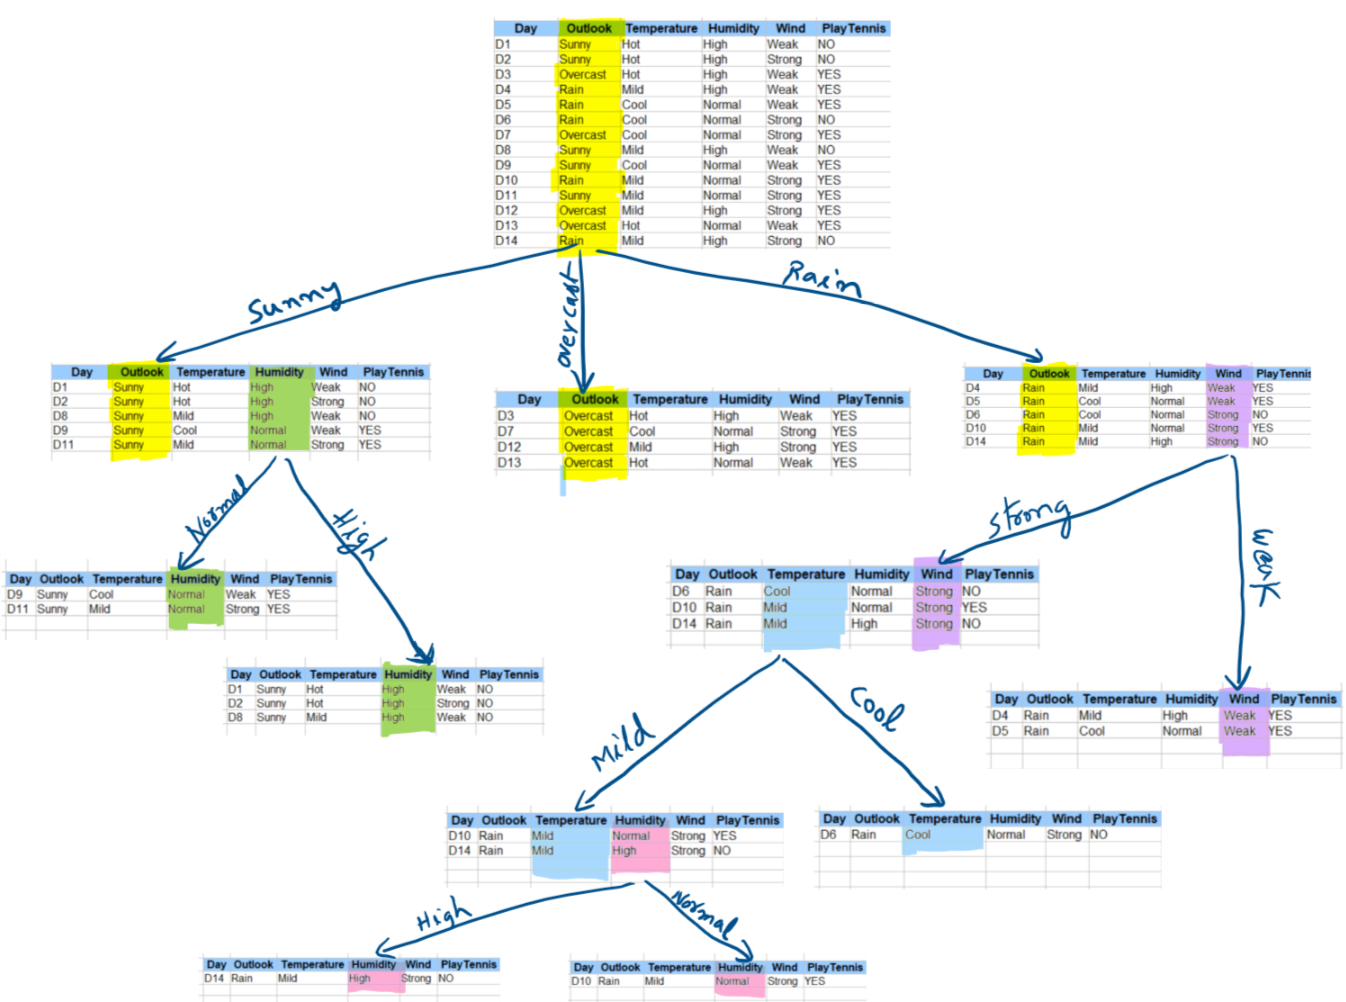 Day Outlook Temperature Humidity Wind PlayTennis
D1 Sunny Hot High Weak NO
D2 Sunny Hot High Strong NO
D3 Overcast Hot High Weak YES
D4 Rain Mild High Weak YES
D5 Rain Cool Normal Weak YES
D6 Rain Cool Normal Strong NO
D7 Overcast Cool Normal Strong YES
D8 Sunny Mild High Weak NO
D9 Sunny Cool Normal Weak YES
D10 Rain Mild Normal Strong YES
D11 Sunny Mild Normal Strong YES
D12 Overcast Mild High Strong YES
D13 Overcast Hot Normal Weak YES
D14 Rain Mild High Strong NO
Sunny
overcast
Rain
Day Outlook Temperature Humidity Wind PlayTennis
D1 Sunny Hot High Weak NO
D2 Sunny Hot High Strong NO
D8 Sunny Mild High Weak NO
D9 Sunny Cool Normal Weak YES
D11 Sunny Mild Normal Strong YES
Day Outlook Temperature Humidity Wind PlayTennis
D3 Overcast Hot High Weak YES
D7 Overcast Cool Normal Strong YES
D12 Overcast Mild High Strong YES
D13 Overcast Hot Normal Weak YES
Day Outlook Temperature Humidity Wind PlayTennis
D4 Rain Mild High Weak YES
D5 Rain Cool Normal Weak YES
D6 Rain Cool Normal Strong NO
D10 Rain Mild Normal Strong YES
D14 Rain Mild High Strong NO
Normal
High
Strong
weak
Day Outlook Temperature Humidity Wind PlayTennis
D9 Sunny Cool Normal Weak YES
D11 Sunny Mild Normal Strong YES
Day Outlook Temperature Humidity Wind PlayTennis
D1 Sunny Hot High Weak NO
D2 Sunny Hot High Strong NO
D8 Sunny Mild High Weak NO
Day Outlook Temperature Humidity Wind PlayTennis
D6 Rain Cool Normal Strong NO
D10 Rain Mild Normal Strong YES
D14 Rain Mild High Strong NO
Day Outlook Temperature Humidity Wind PlayTennis
D4 Rain Mild High Weak YES
D5 Rain Cool Normal Weak YES
Mild
Cool
Day Outlook Temperature Humidity Wind PlayTennis
D10 Rain Mild Normal Strong YES
D14 Rain Mild High Strong NO
Day Outlook Temperature Humidity Wind PlayTennis
D6 Rain Cool Normal Strong NO
High
Normal
Day Outlook Temperature Humidity Wind PlayTennis
D14 Rain Mild High Strong NO
Day Outlook Temperature Humidity Wind PlayTennis
D10 Rain Mild Normal Strong YES